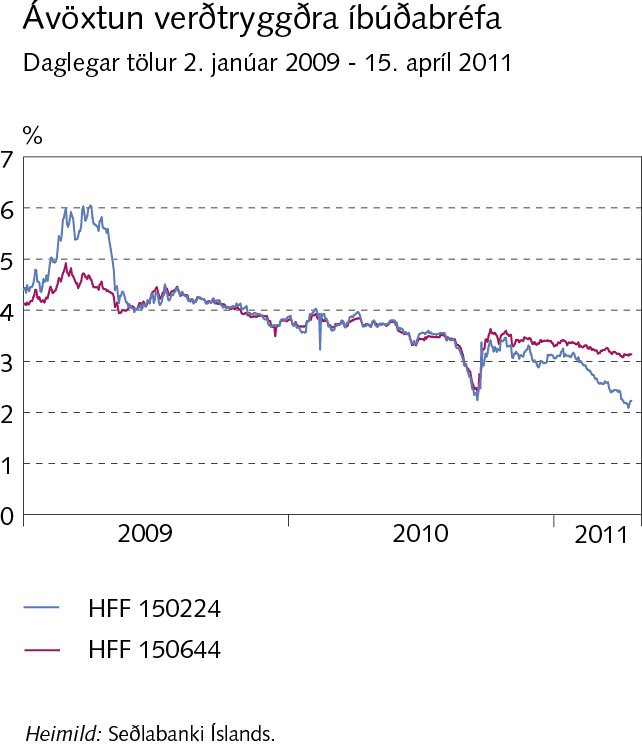 Ávöxtun verðtryggðra íbúðabréfa
Daglegar tölur 2. janúar 2009 - 15. apríl 2011
%
7
6
5
4
3
2
1
0
2009 2010 2011
HFF 150224
HFF 150644
Heimild: Seðlabanki Íslands.